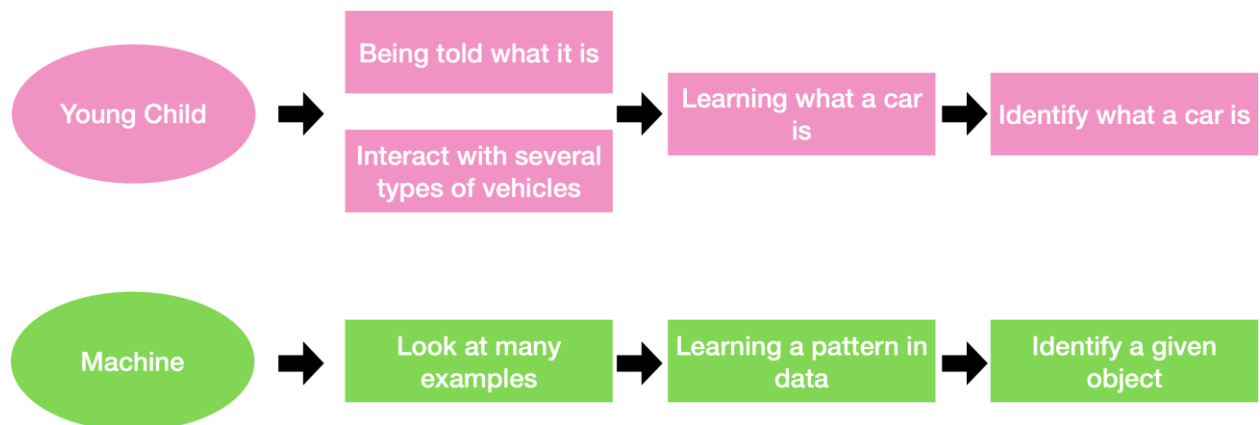 Young Child
Being told what it is
Interact with several
types of vehicles
Learning what a car
is
Identify what a car is
Machine
Look at many
examples
Learning a pattern in
data
Identify a given
object